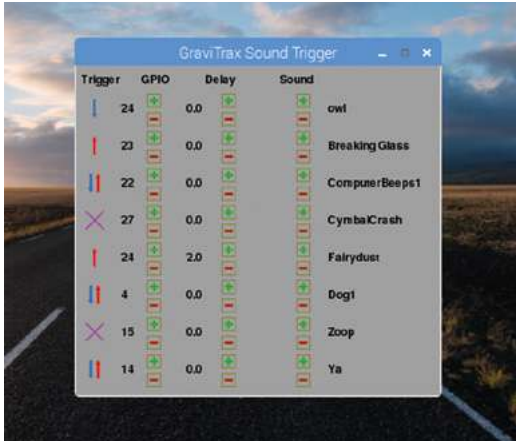 GraviTrax Sound Trigger
Trigger GPIO Delay Sound
24 0.0 owl
23 0.0 Breaking Glass
22 0.0 ComputerBeeps1
27 0.0 CymbalCrash
24 2.0 Fairydust
4 0.0 Dog1
15 0.0 Zoop
14 0.0 Ya